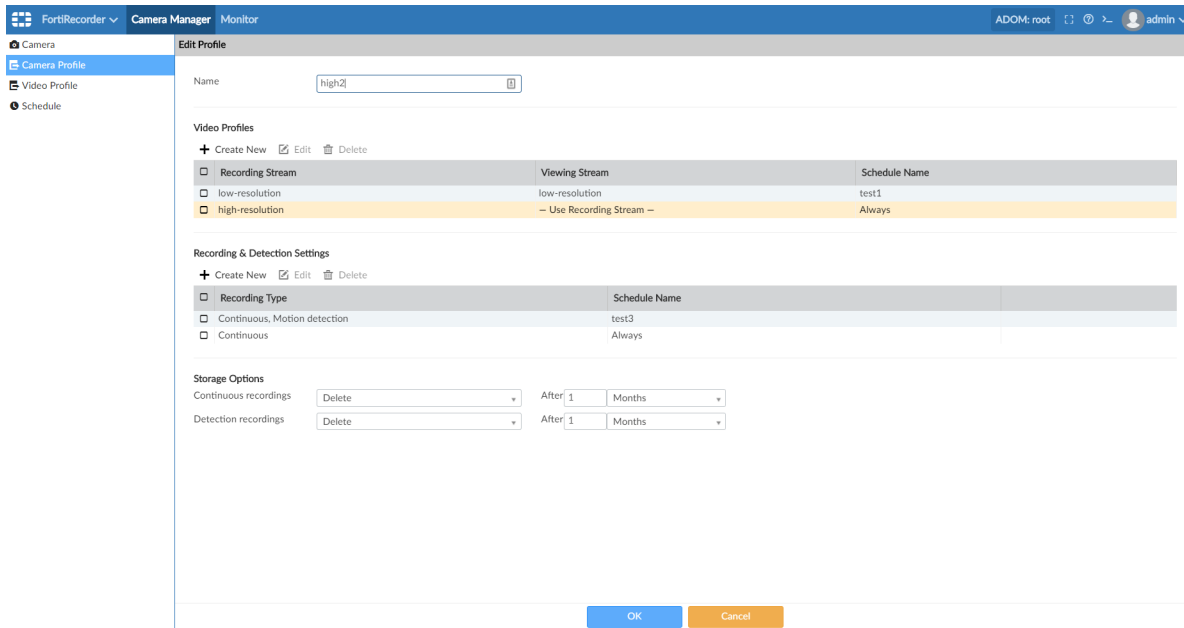 FortiRecorder Camera Manager Monitor ADOM: root admin
Camera
Camera Profile
Video Profile
Schedule
Edit Profile
Name high2
Video Profiles
Create New Edit Delete
Recording Stream Viewing Stream Schedule Name
low-resolution low-resolution test1
high-resolution — Use Recording Stream — Always
Recording & Detection Settings
Create New Edit Delete
Recording Type Schedule Name
Continuous, Motion detection test3
Continuous Always
Storage Options
Continuous recordings Delete After 1 Months
Detection recordings Delete After 1 Months
OK Cancel